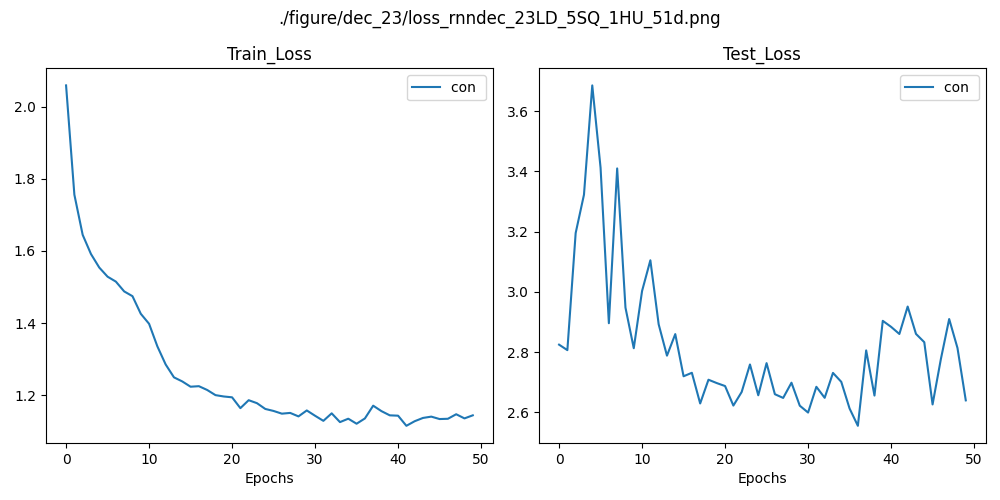 ./figure/dec_23/loss_rnndec_23LD_5SQ_1HU_51d.png
Train_Loss
con
2.0
1.8
1.6
1.4
1.2
0 10 20 30 40 50
Epochs
Test_Loss
con
3.6
3.4
3.2
3.0
2.8
2.6
0 10 20 30 40 50
Epochs